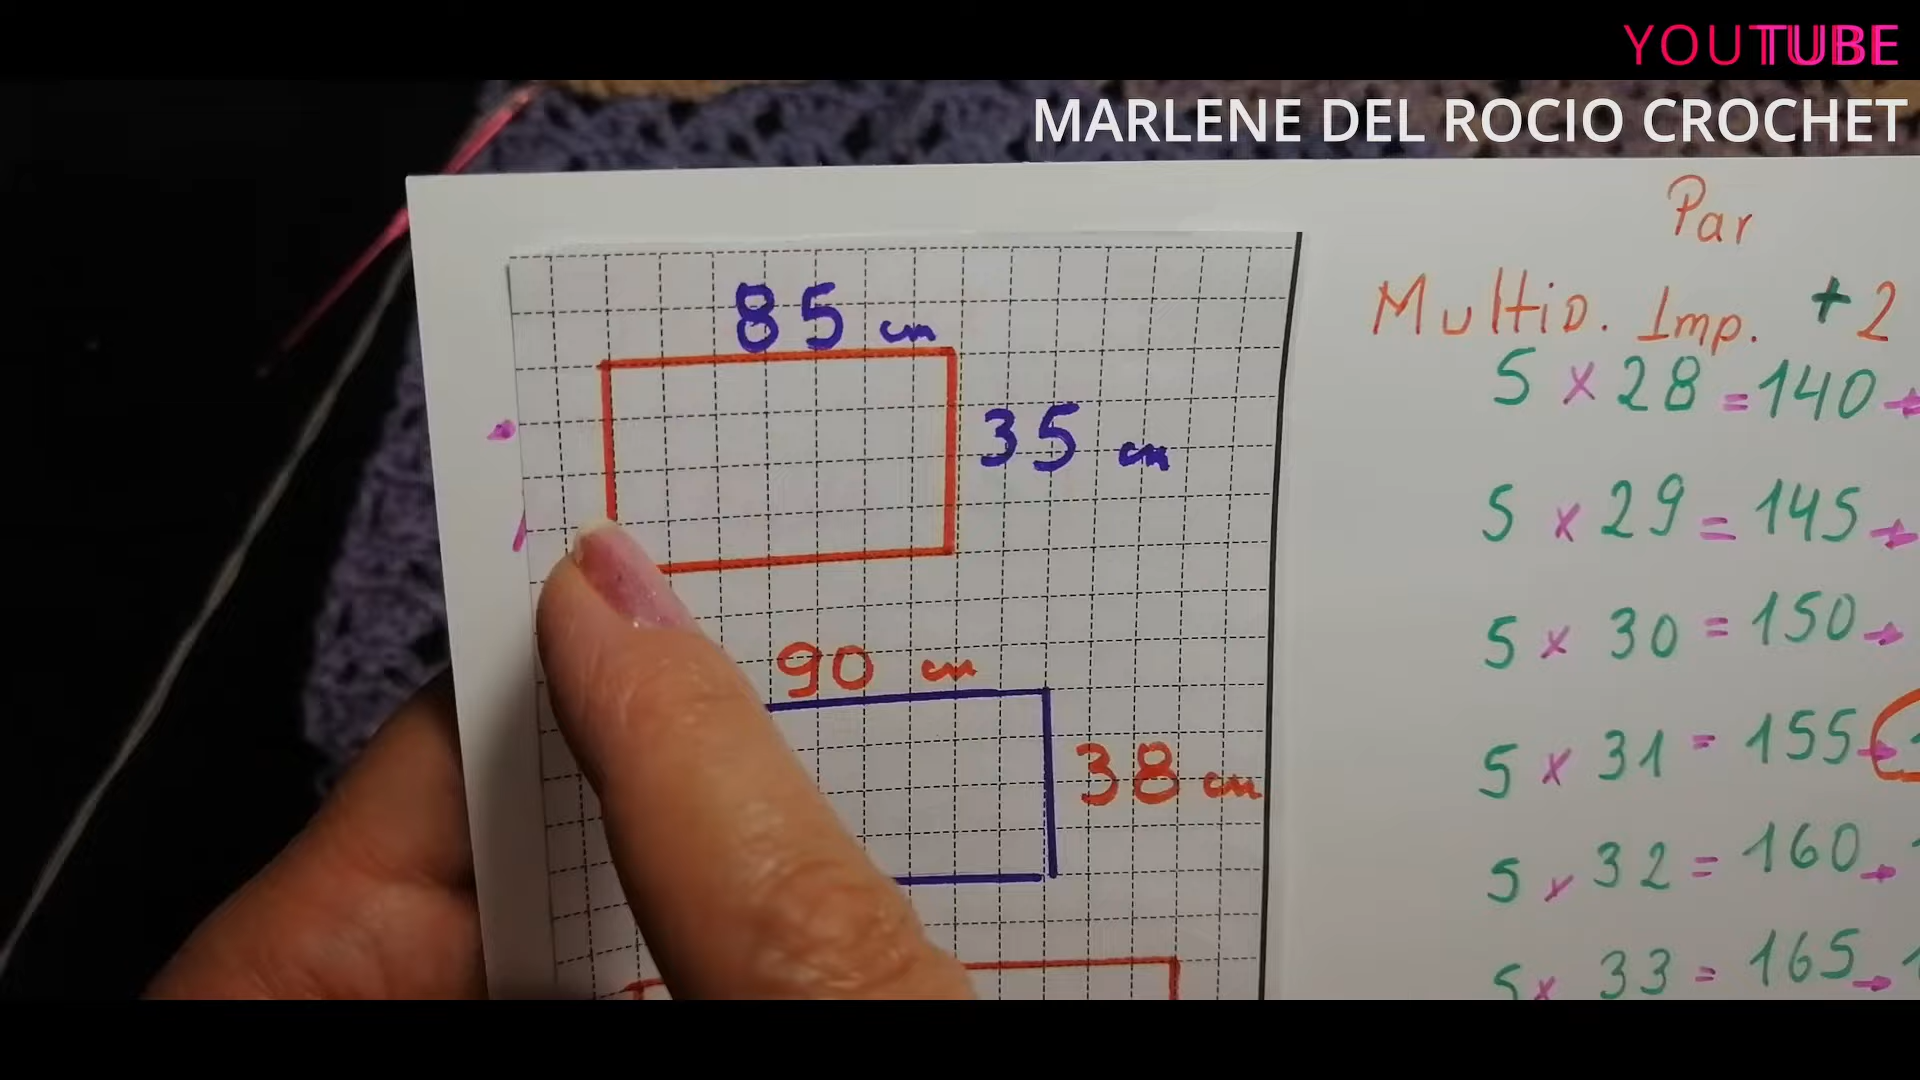 YOUTUBE
MARLENE DEL ROCIO CROCHET
85 cm
35 cm
90 cm
38 cm
Par
Multip. Imp. +2
5 x 28 = 140
5 x 29 = 145
5 x 30 = 150
5 x 31 = 155
5 x 32 = 160
5 x 33 = 165